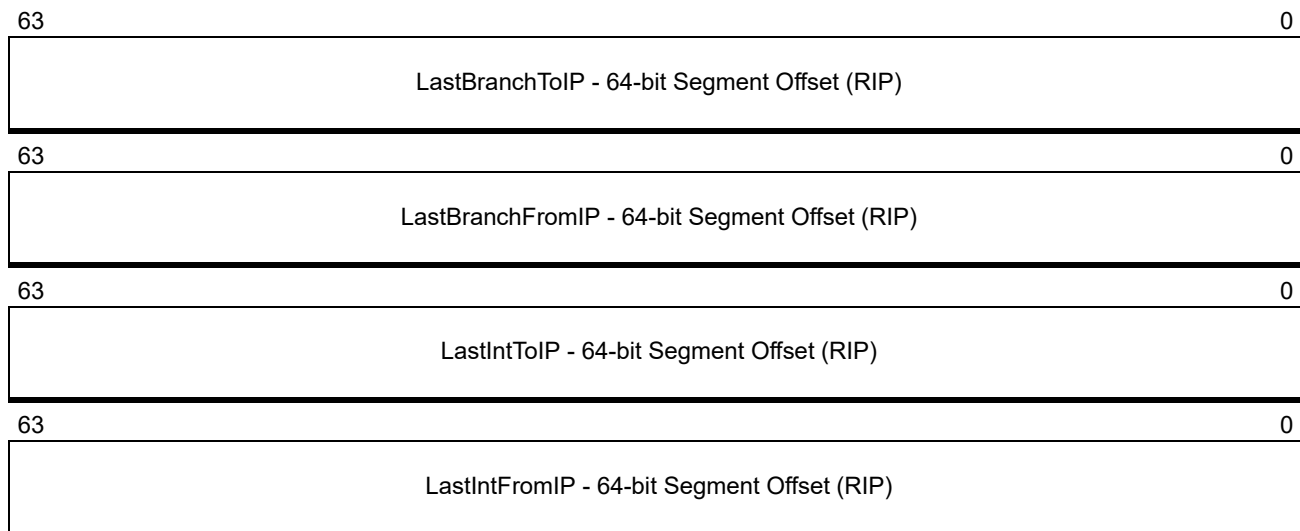 63 0
LastBranchToIP - 64-bit Segment Offset (RIP)
63 0
LastBranchFromIP - 64-bit Segment Offset (RIP)
63 0
LastIntToIP - 64-bit Segment Offset (RIP)
63 0
LastIntFromIP - 64-bit Segment Offset (RIP)